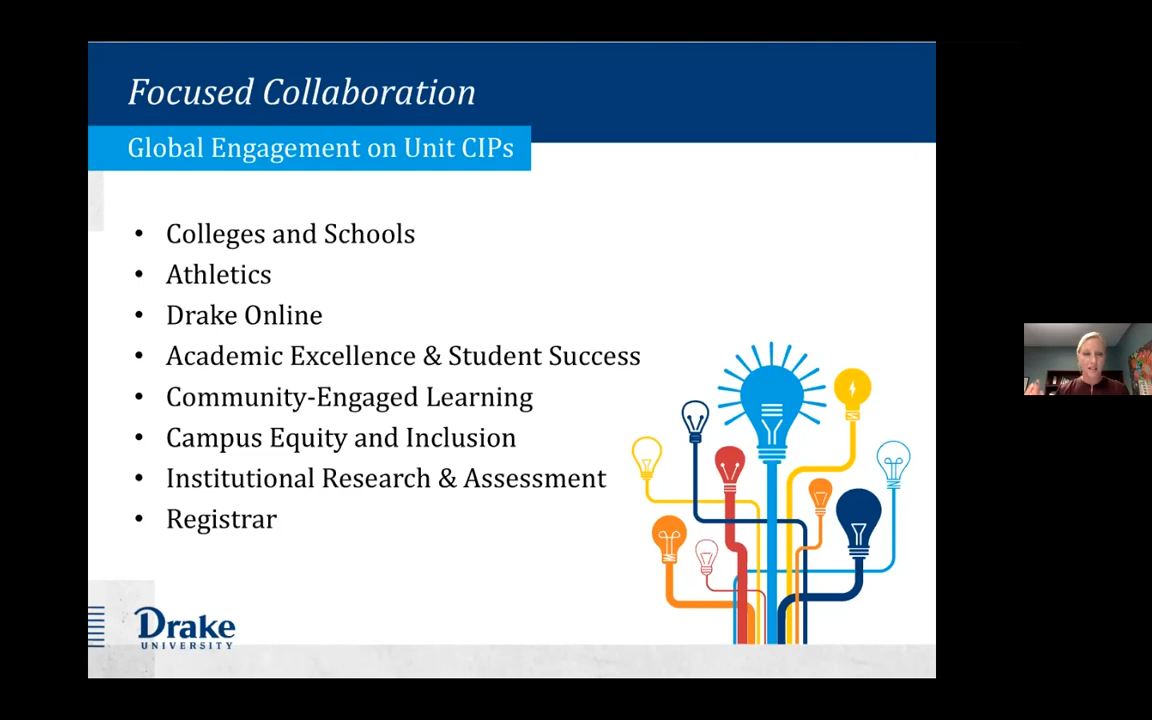 Focused Collaboration
Global Engagement on Unit CIPs
• Colleges and Schools
• Athletics
• Drake Online
• Academic Excellence & Student Success
• Community-Engaged Learning
• Campus Equity and Inclusion
• Institutional Research & Assessment
• Registrar
Drake
UNIVERSITY